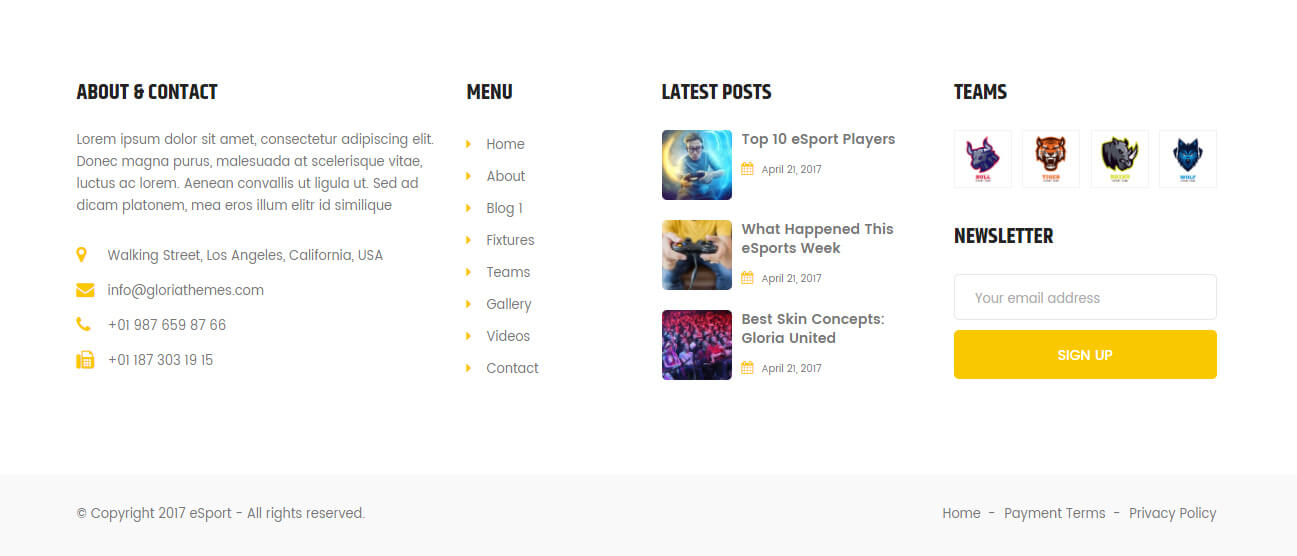 ABOUT & CONTACT
Lorem ipsum dolor sit amet, consectetur adipiscing elit.
Donec magna purus, malesuada at scelerisque vitae,
luctus ac lorem. Aenean convallis ut ligula ut. Sed ad
dicam platonem, mea eros illum elitr id similique
Walking Street, Los Angeles, California, USA
info@gloriathemes.com
+01 987 659 87 66
+01 187 303 19 15
MENU
Home
About
Blog 1
Fixtures
Teams
Gallery
Videos
Contact
LATEST POSTS
Top 10 eSport Players
April 21, 2017
What Happened This
eSports Week
April 21, 2017
Best Skin Concepts:
Gloria United
April 21, 2017
TEAMS
BULL
TIGER
RHINO
WOLF
NEWSLETTER
Your email address
SIGN UP
© Copyright 2017 eSport - All rights reserved.
Home - Payment Terms - Privacy Policy